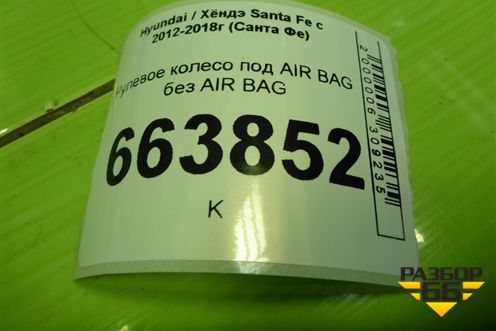 Hyundai / Хёндэ Santa Fe с
2012-2018г (Санта Фе)
Рулевое колесо под AIR BAG
без AIR BAG
663852
К
2000006309235
РАЗБОР
66